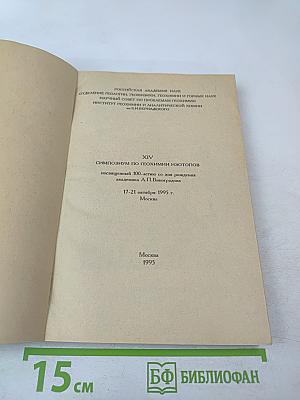 РОССИЙСКАЯ АКАДЕМИЯ НАУК
ОТДЕЛЕНИЕ ГЕОЛОГИИ, ГЕОФИЗИКИ, ГЕОХИМИИ И ГОРНЫХ НАУК
НАУЧНЫЙ СОВЕТ ПО ПРОБЛЕМАМ ГЕОХИМИИ
ИНСТИТУТ ГЕОХИМИИ И АНАЛИТИЧЕСКОЙ ХИМИИ
им. В.И.ВЕРНАДСКОГО
XIV
СИМПОЗИУМ ПО ГЕОХИМИИ ИЗОТОПОВ
посвященный 100-летию со дня рождения
академика А.П.Виноградова
17-21 октября 1995 г.
Москва
Москва
1995
15 см
БФ БИБЛИОФАН